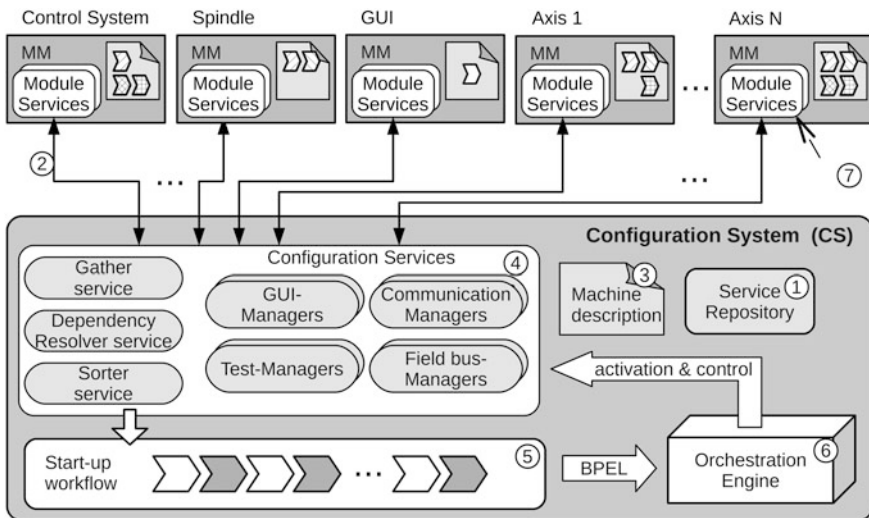 Control System
Spindle
GUI
Axis 1
Axis N
MM
MM
MM
MM
MM
Module
Services
Module
Services
Module
Services
Module
Services
...
Module
Services
2
...
...
7
Configuration System (CS)
Configuration Services
4
Gather
service
Dependency
Resolver service
Sorter
service
GUI-
Managers
Communication
Managers
Test-Managers
Field bus-
Managers
3
Machine
description
1
Service
Repository
activation & control
Start-up
workflow
...
5
BPEL
Orchestration
Engine
6